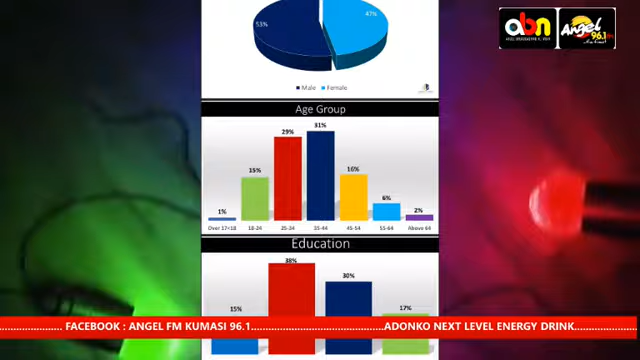 53%
47%
Male Female
abn
Angel
96.1
Age Group
1%
15%
29%
31%
16%
6%
2%
Over 17<18 18-24 25-34 35-44 45-54 55-64 Above 64
Education
15%
38%
30%
17%
FACEBOOK : ANGEL FM KUMASI 96.1 ADONKO NEXT LEVEL ENERGY DRINK